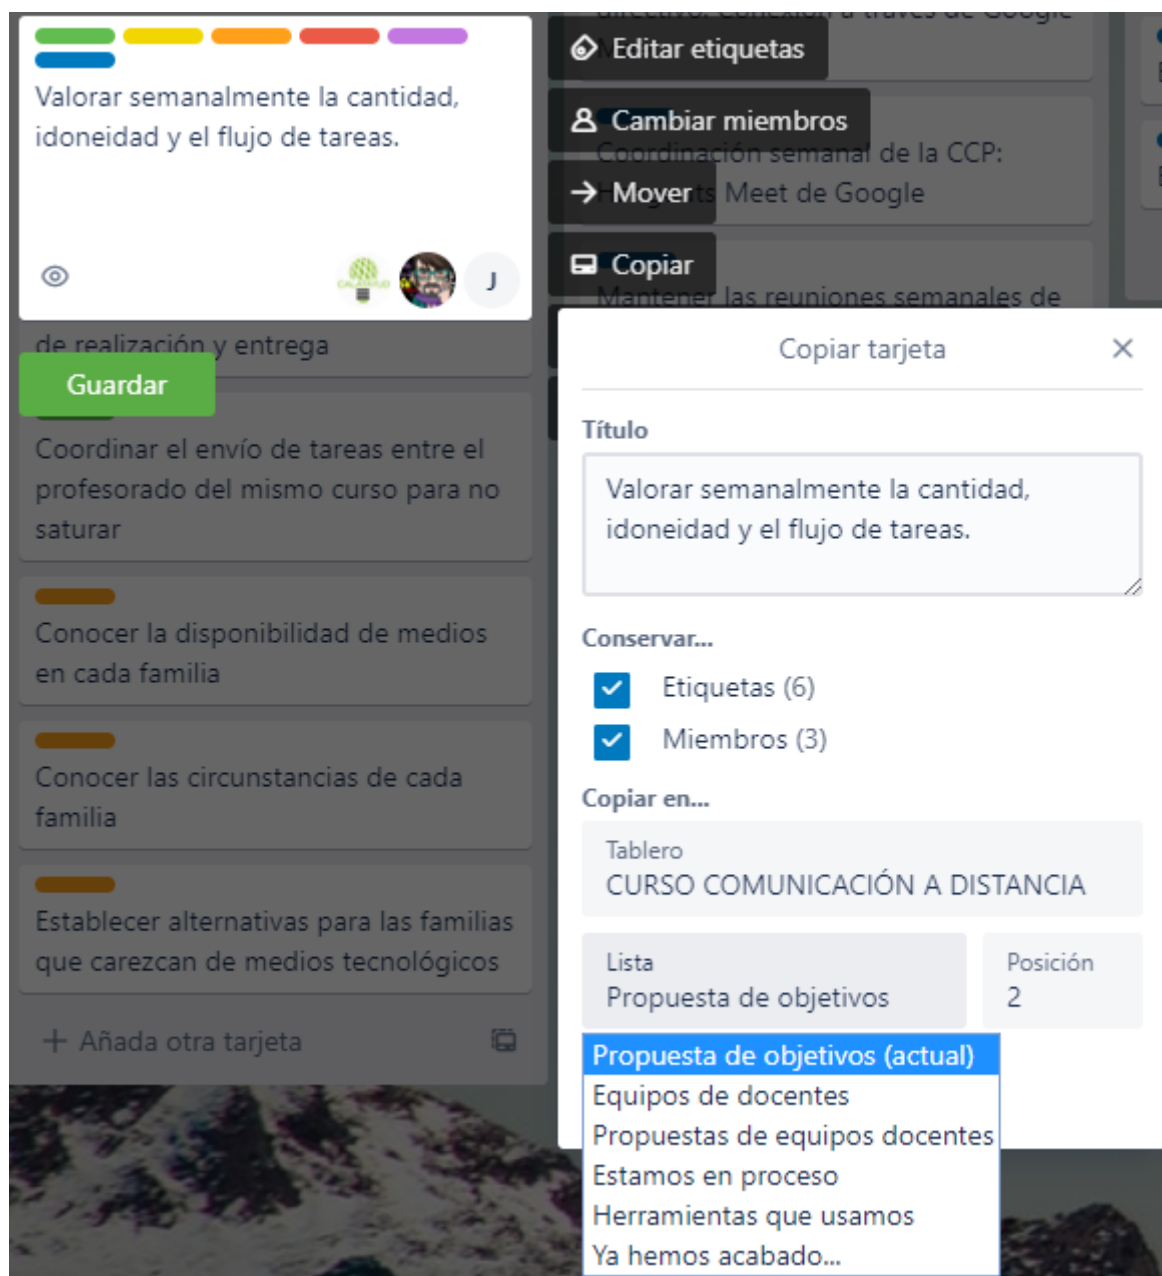 Valorar semanalmente la cantidad,
idoneidad y el flujo de tareas.
J
de realización y entrega
Guardar
Coordinar el envío de tareas entre el
profesorado del mismo curso para no
saturar
Conocer la disponibilidad de medios
en cada familia
Conocer las circunstancias de cada
familia
Establecer alternativas para las familias
que carezcan de medios tecnológicos
+ Añada otra tarjeta
Editar etiquetas
Cambiar miembros
Coordinación semanal de la CCP:
Mover
Meet de Google
Copiar
Mantener las reuniones semanales de
Copiar tarjeta
Título
Valorar semanalmente la cantidad,
idoneidad y el flujo de tareas.
Conservar...
Etiquetas (6)
Miembros (3)
Copiar en...
Tablero
CURSO COMUNICACIÓN A DISTANCIA
Lista
Propuesta de objetivos
Posición
2
Propuesta de objetivos (actual)
Equipos de docentes
Propuestas de equipos docentes
Estamos en proceso
Herramientas que usamos
Ya hemos acabado...